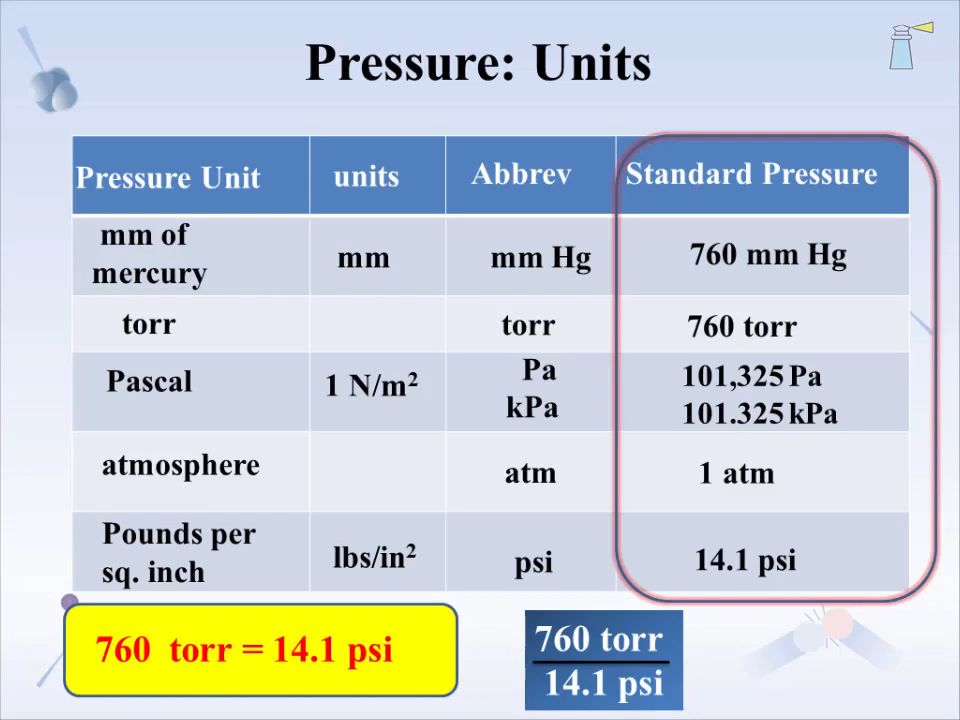 Pressure: Units
Pressure Unit units Abbrev Standard Pressure
mm of
mercury mm mm Hg 760 mm Hg
torr torr 760 torr
Pascal 1 N/m² Pa 101,325 Pa
kPa 101.325 kPa
atmosphere atm 1 atm
Pounds per
sq. inch lbs/in² psi 14.1 psi
760 torr = 14.1 psi
760 torr
14.1 psi